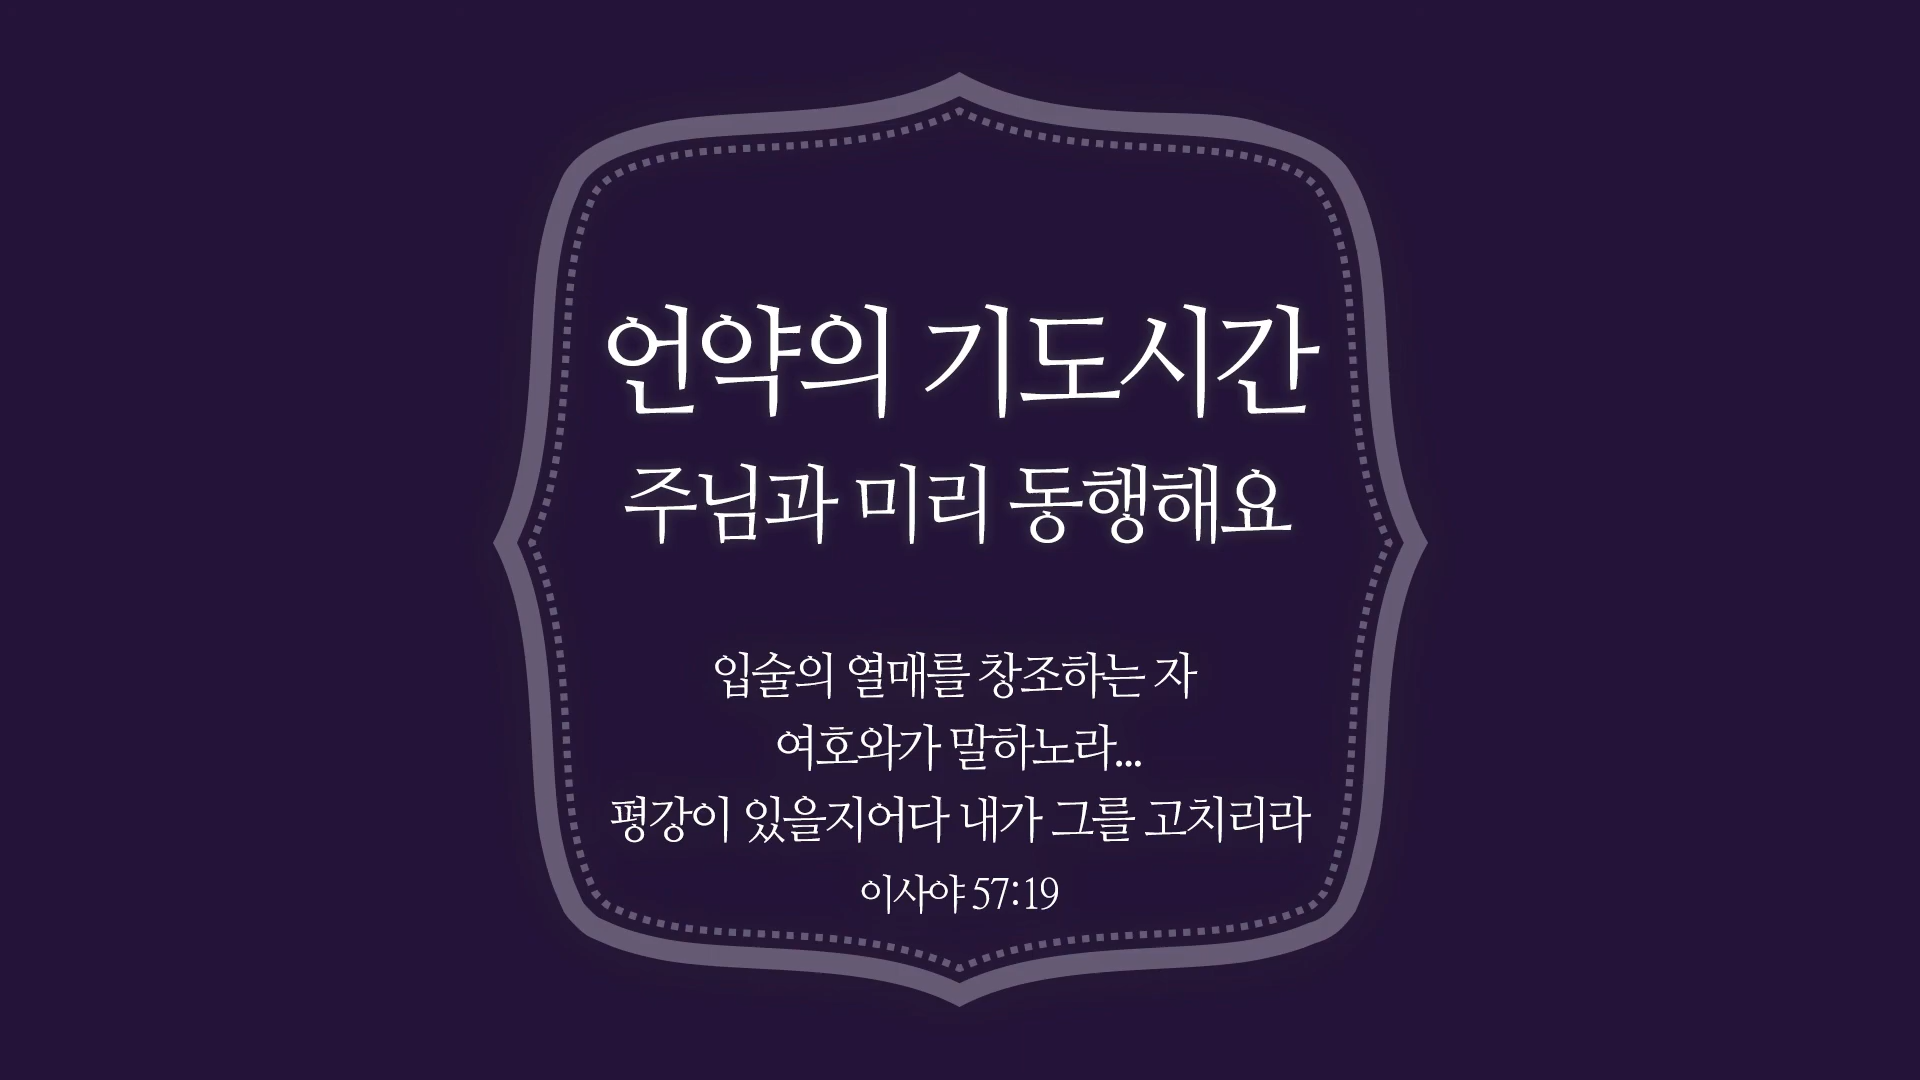 언약의 기도시간
주님과 미리 동행해요
입술의 열매를 창조하는 자
여호와가 말하노라...
평강이 있을지어다 내가 그를 고치리라
이사야 57:19